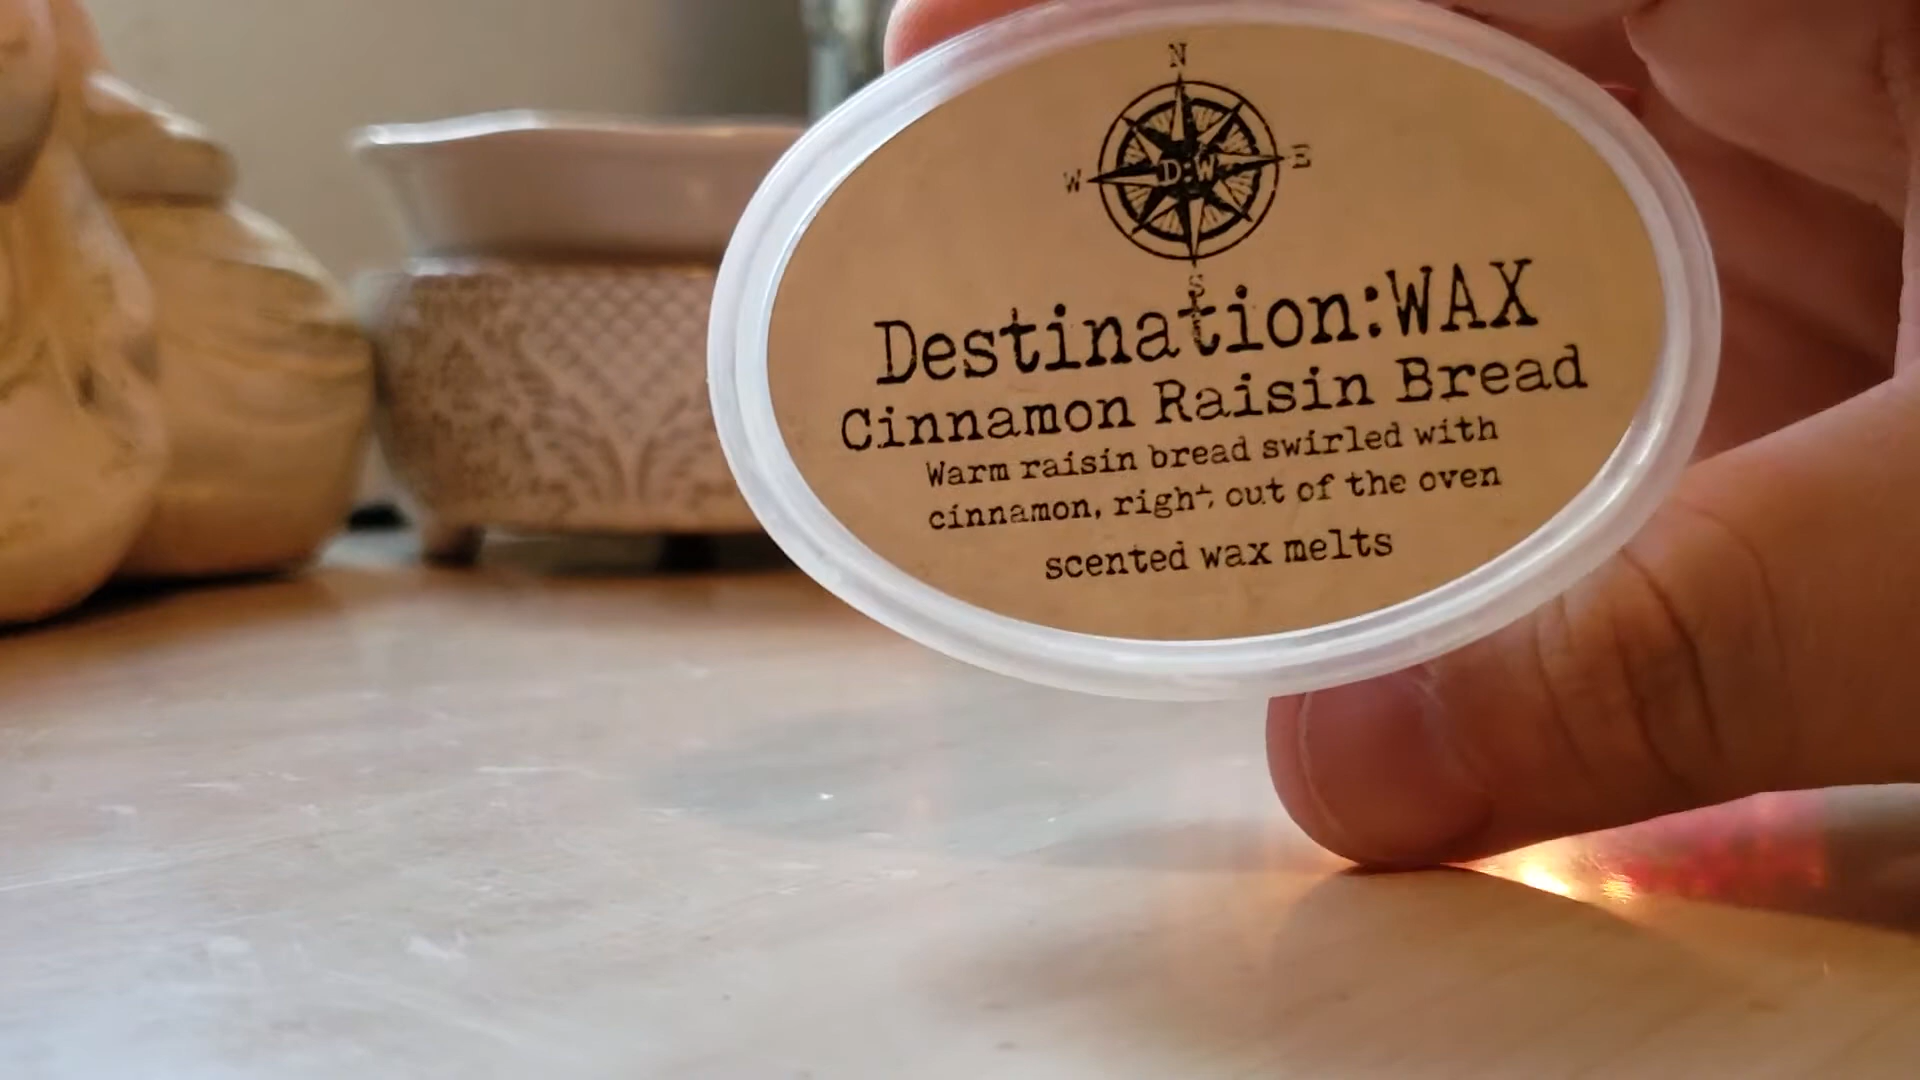 N
W D:W E
S
Destination:WAX
Cinnamon Raisin Bread
Warm raisin bread swirled with
cinnamon, right out of the oven
scented wax melts